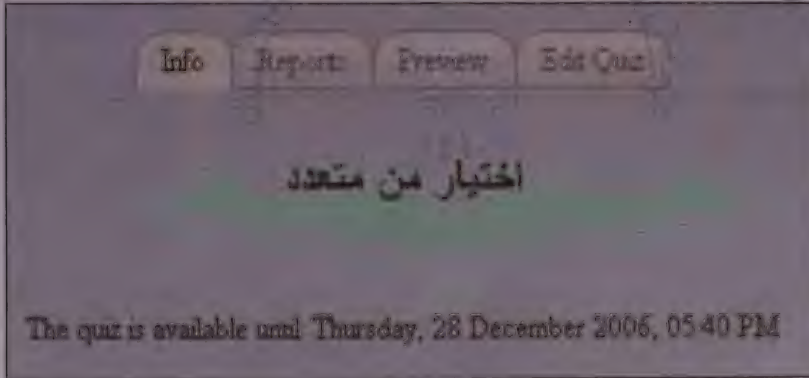 Info Reports Preview Edit Quiz
اختيار من متعدد
The quiz is available until Thursday, 28 December 2006, 05:40 PM